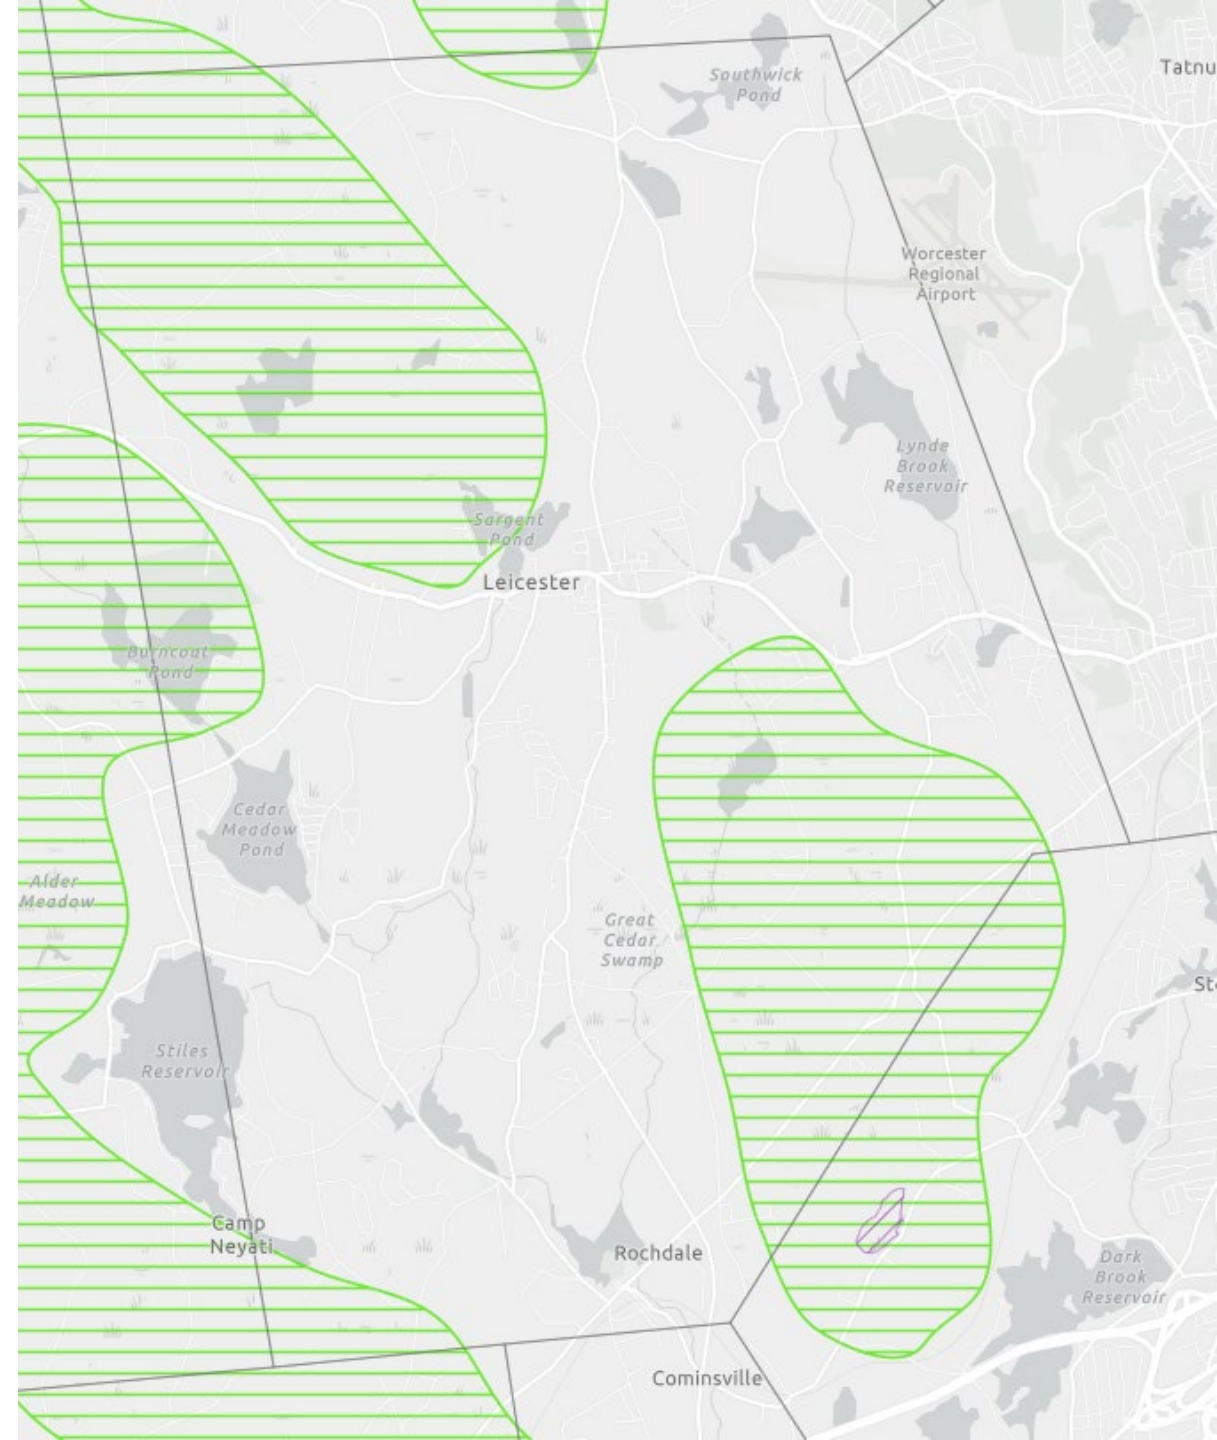 Tatnu
Southwick
Pond
Worcester
Regional
Airport
Lynde
Brook
Reservoir
Sargent
Pond
Leicester
Burncoat
Pond
Cedar
Meadow
Pond
Alder
Meadow
Great
Cedar
Swamp
St
Stiles
Reservoir
Camp
Neyati
Rochdale
Dark
Brook
Reservoir
Cominsville